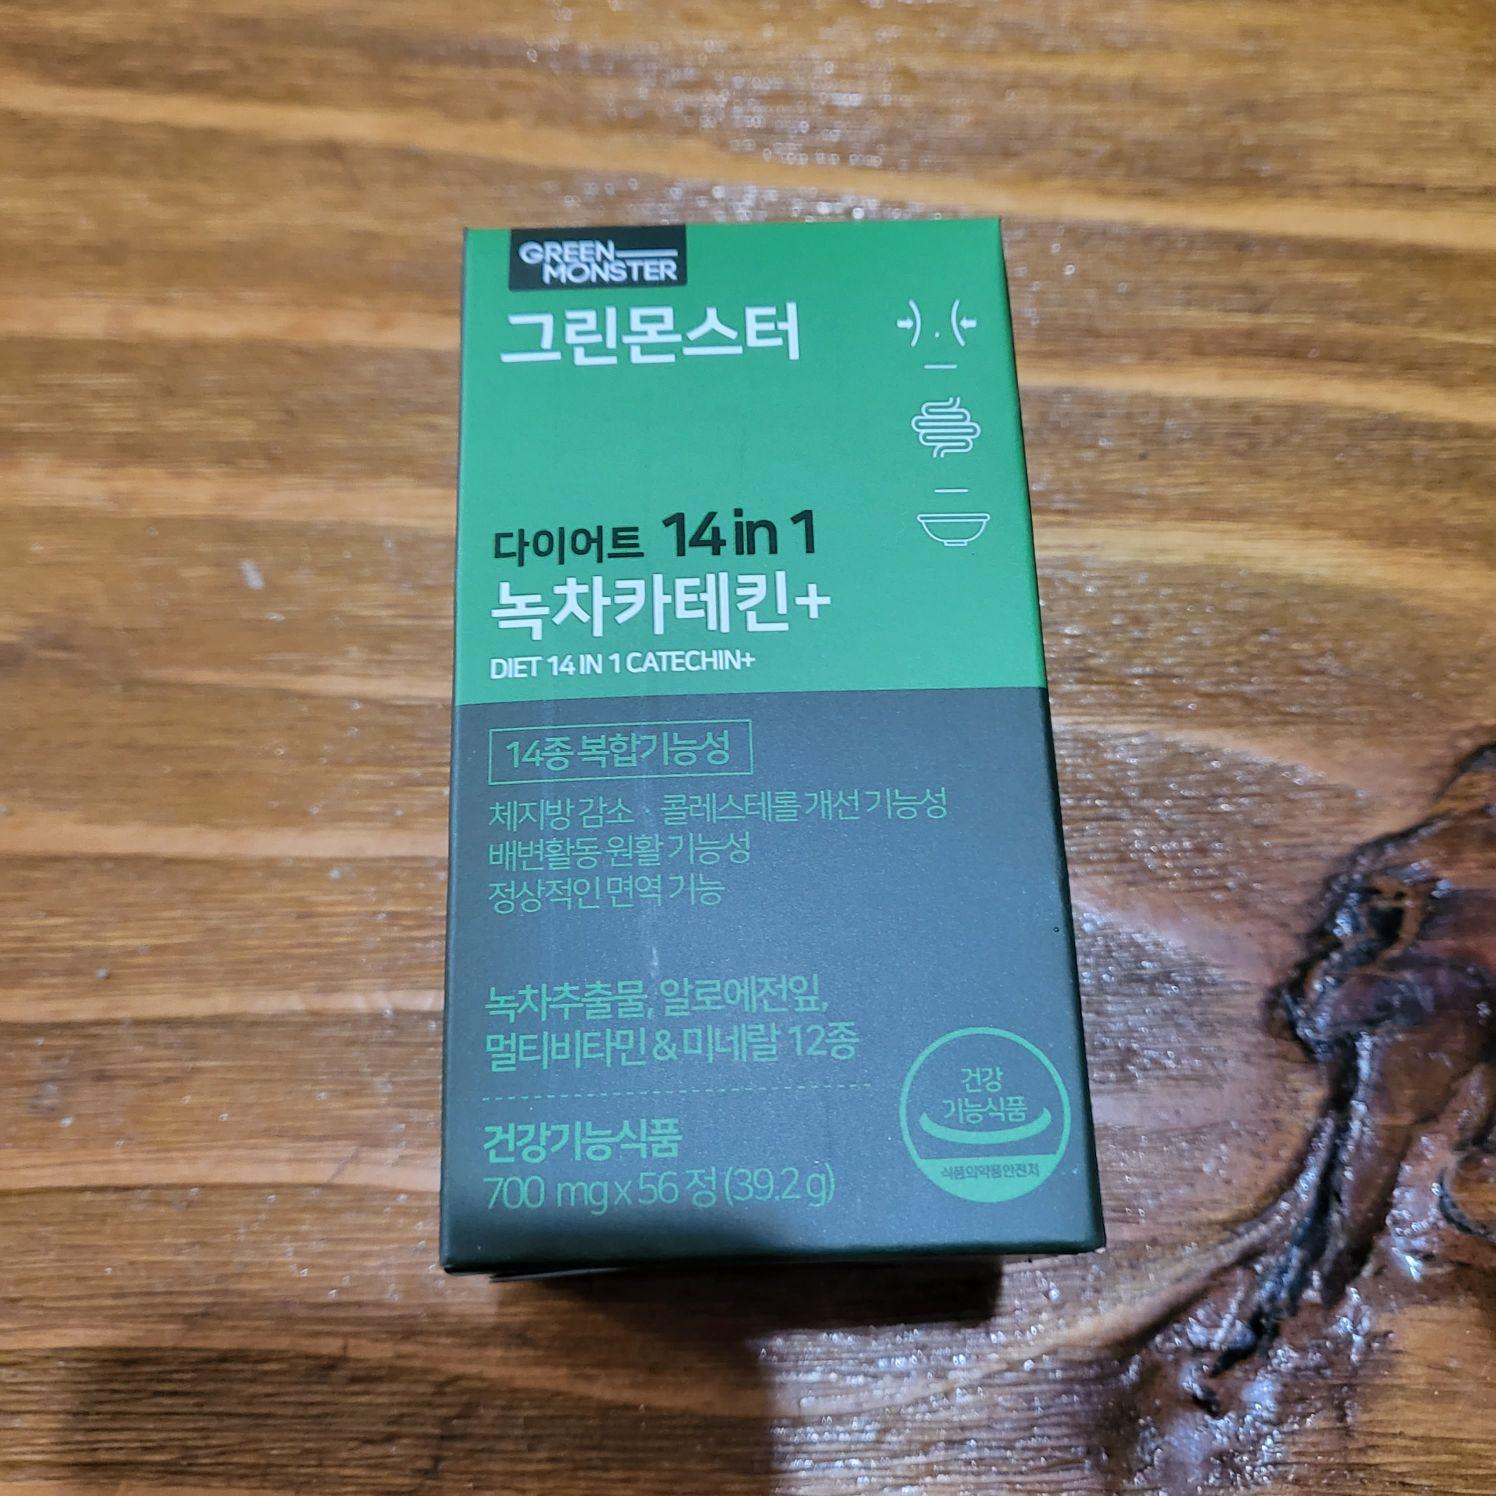 GREEN
MONSTER
그린몬스터
다이어트 14 in 1
녹차카테킨+
DIET 14 IN 1 CATECHIN+
14종 복합기능성
체지방 감소 · 콜레스테롤 개선 기능성
배변활동 원활 기능성
정상적인 면역 기능
녹차추출물, 알로에전잎,
멀티비타민 & 미네랄 12종
건강기능식품
700 mg x 56 정 (39.2 g)
건강
기능식품
식품의약품안전처